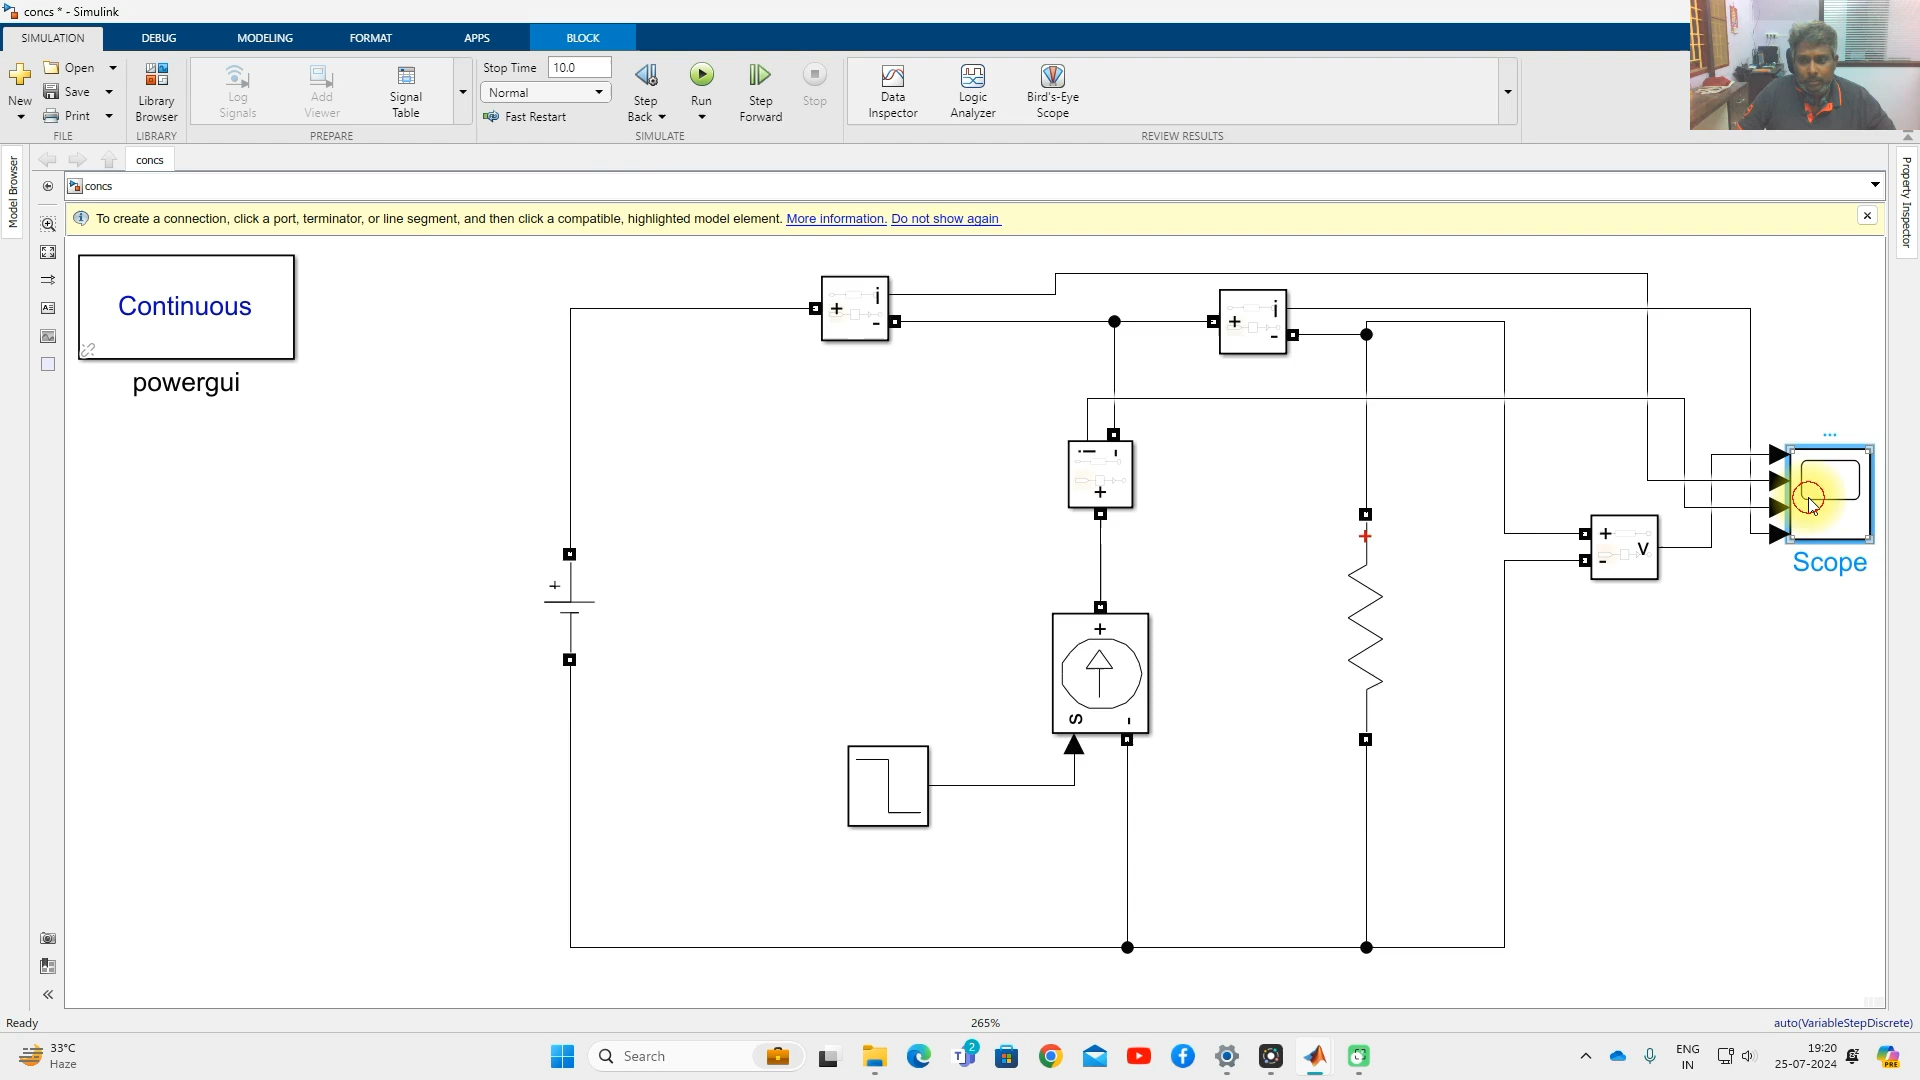 concs * - Simulink
SIMULATION DEBUG MODELING FORMAT APPS BLOCK
New
Open
Save
Print
FILE
Library Browser
LIBRARY
Log Signals
Add Viewer
Signal Table
PREPARE
Stop Time 10.0
Normal
Fast Restart
Step Back
Run
Step Forward
Stop
SIMULATE
Data Inspector
Logic Analyzer
Bird's-Eye Scope
REVIEW RESULTS
Model Browser
concs
concs
Property Inspector
To create a connection, click a port, terminator, or line segment, and then click a compatible, highlighted model element. More information. Do not show again
Continuous
powergui
+ i -
+ i -
i - +
+
+
+ s -
+ v -
Scope
Ready 265% auto(VariableStepDiscrete)
33°C
Haze
Search
2
ENG
IN
19:20
25-07-2024
PRE